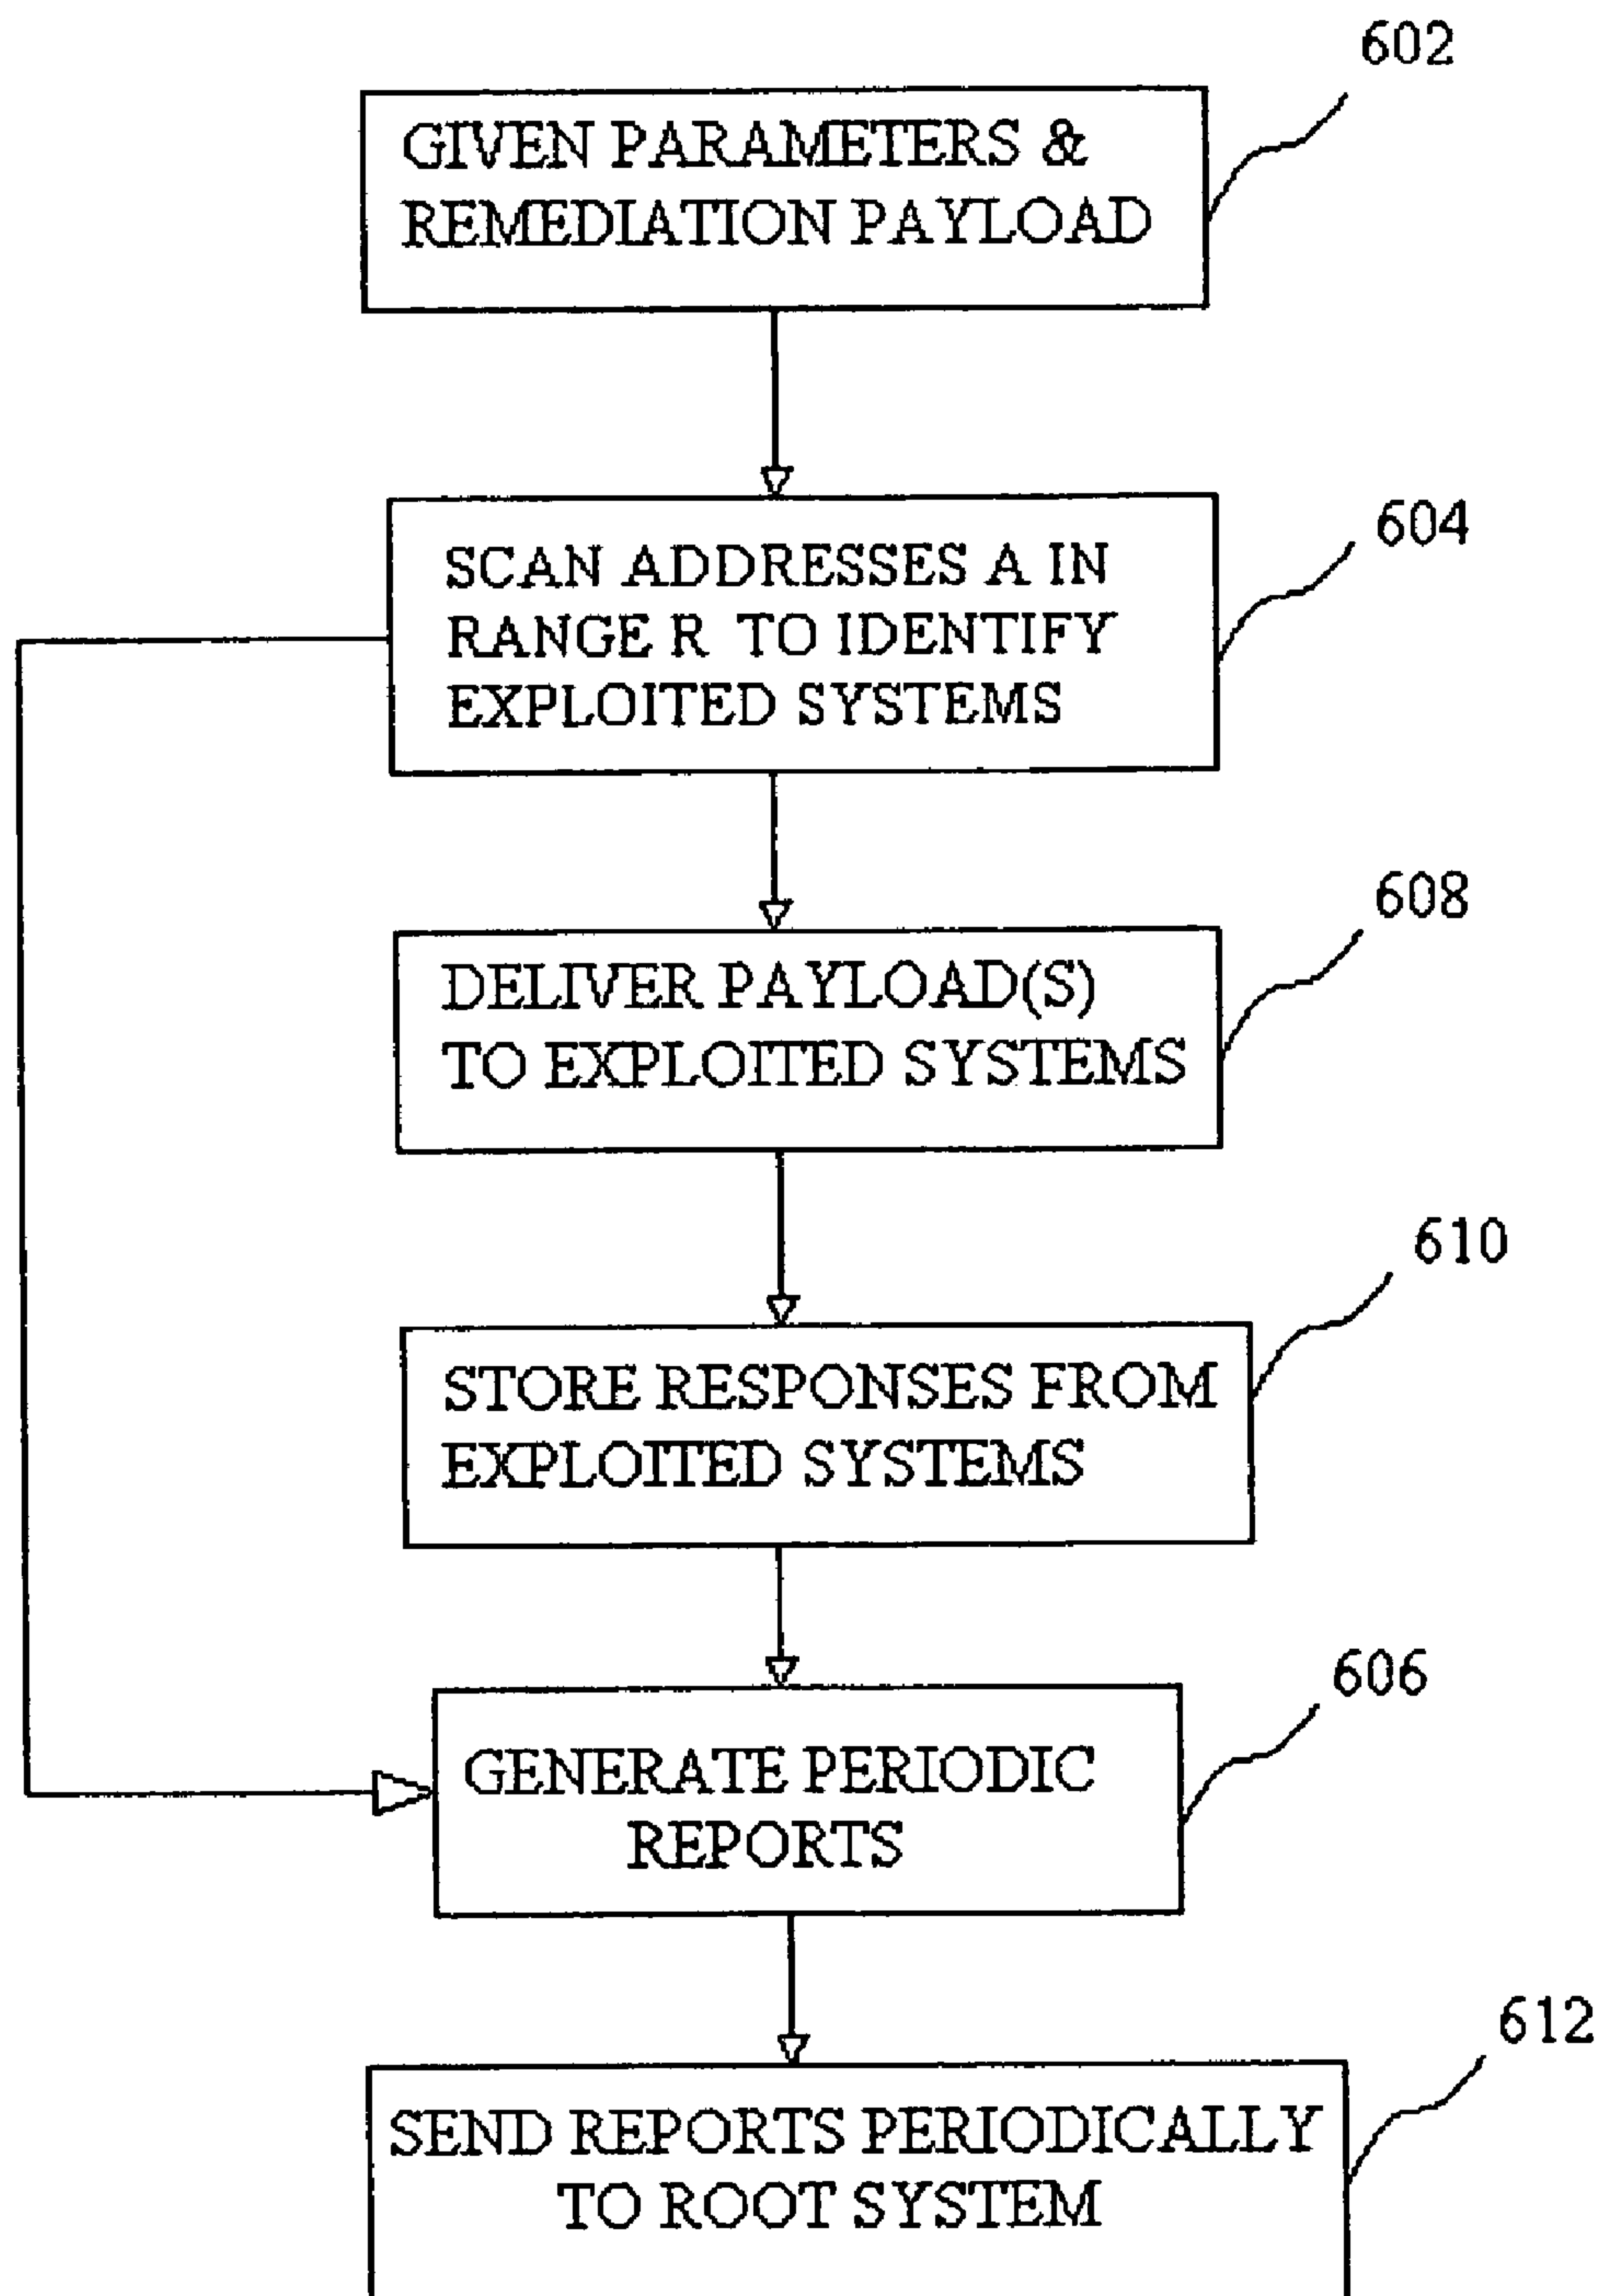 602
GIVEN PARAMETERS &
REMEDIATION PAYLOAD
604
SCAN ADDRESSES A IN
RANGE R TO IDENTIFY
EXPLOITED SYSTEMS
608
DELIVER PAYLOAD(S)
TO EXPLOITED SYSTEMS
610
STORE RESPONSES FROM
EXPLOITED SYSTEMS
606
GENERATE PERIODIC
REPORTS
612
SEND REPORTS PERIODICALLY
TO ROOT SYSTEM